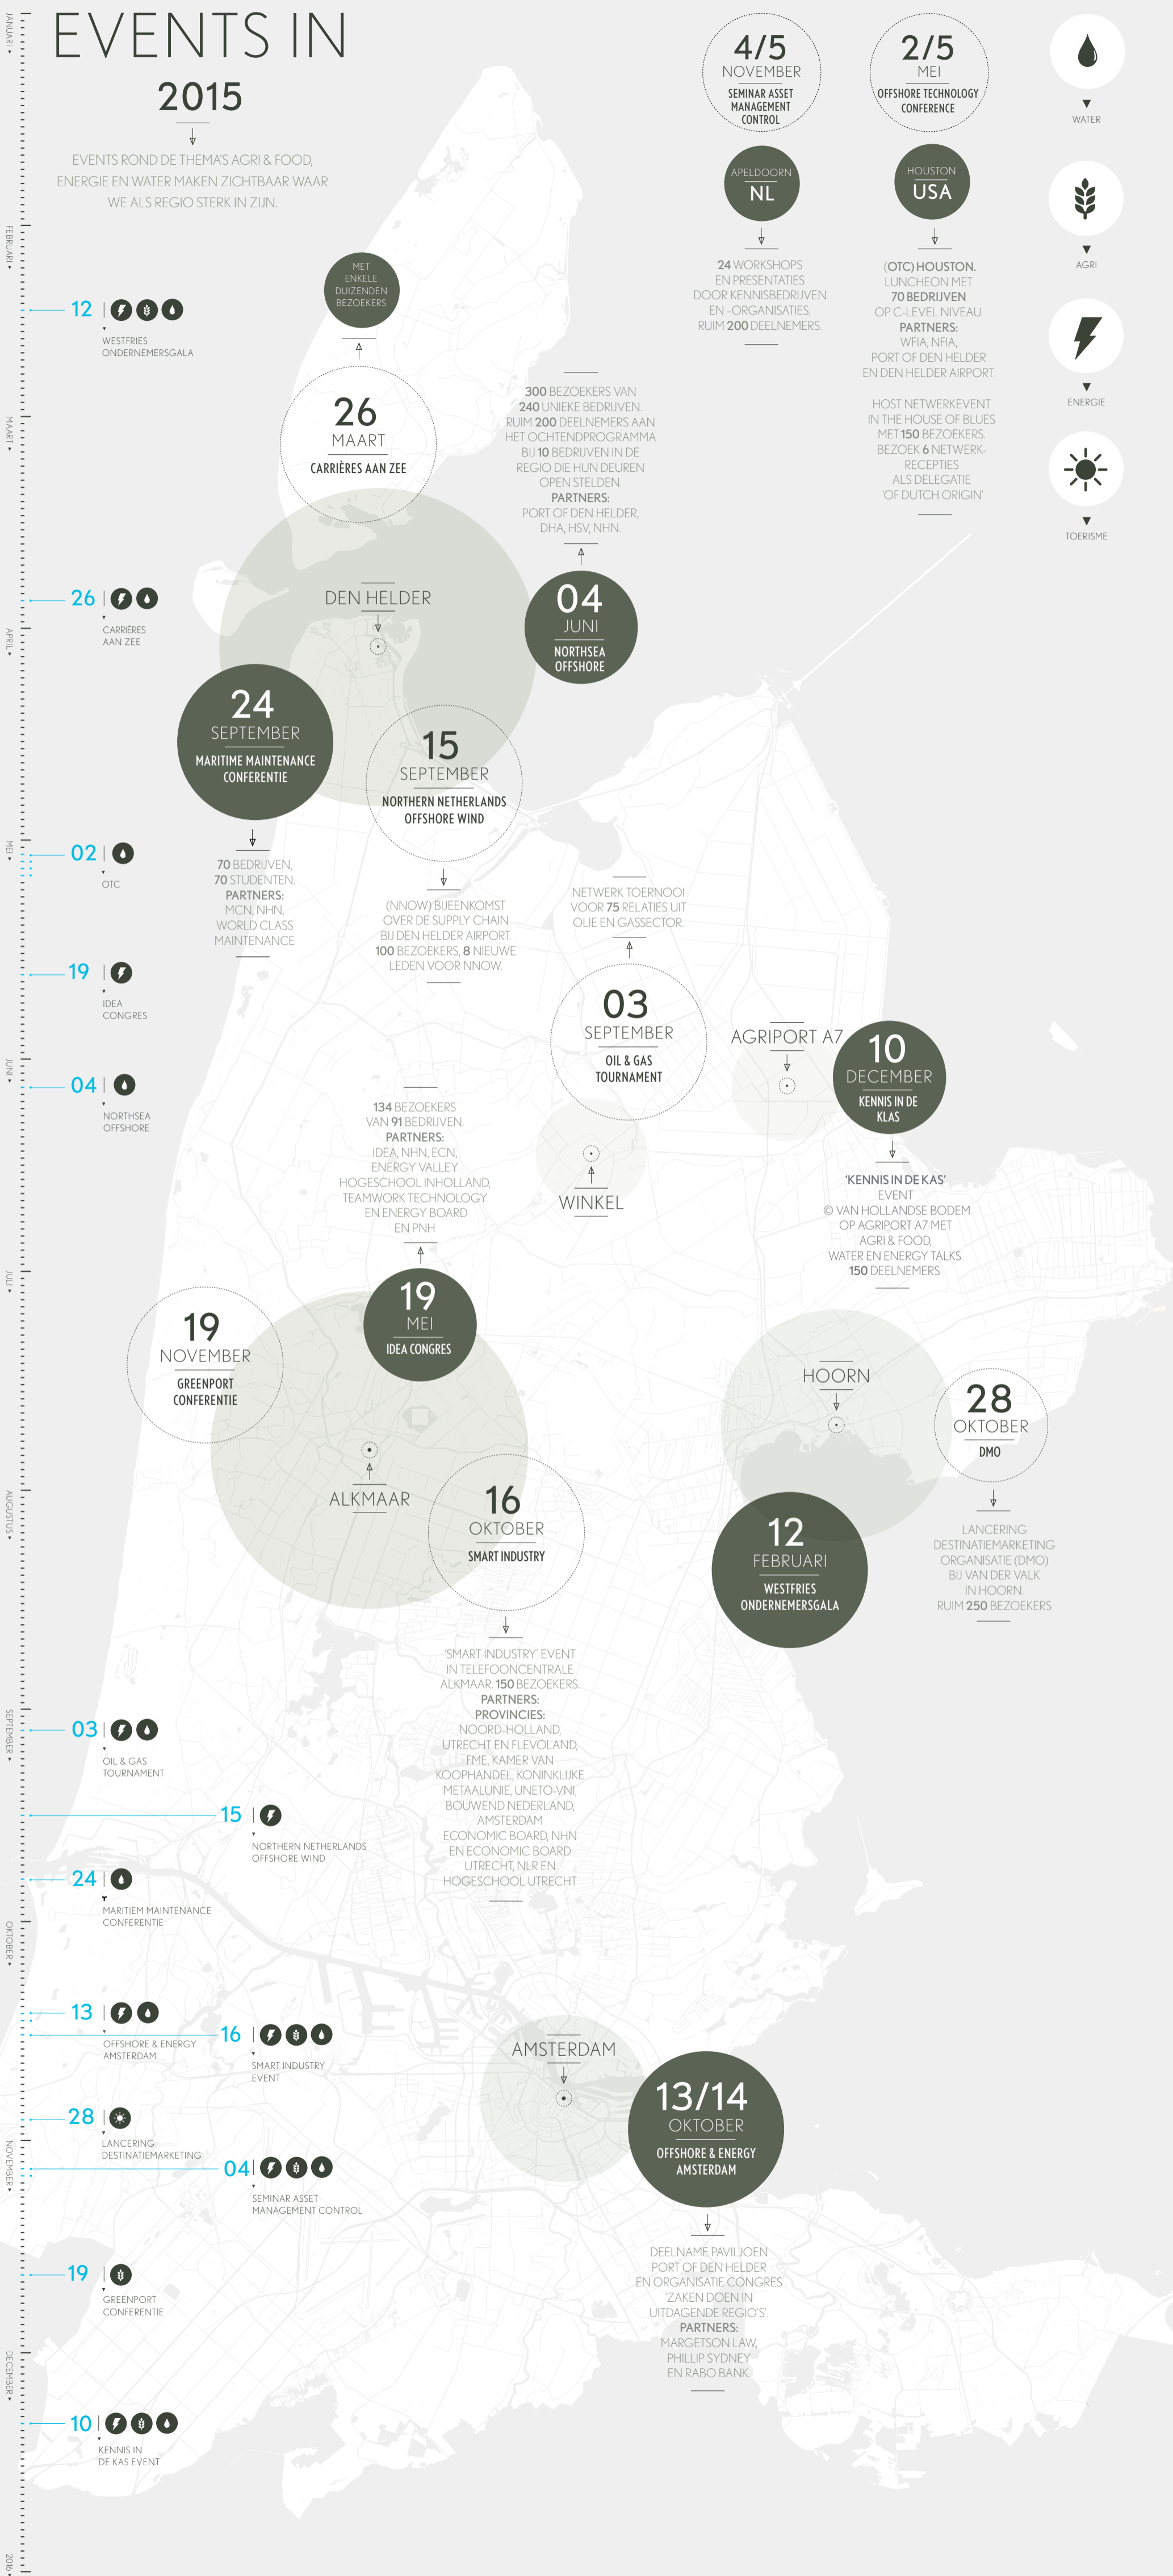 EVENTS IN
2015
EVENTS ROND DE THEMA'S AGRI & FOOD,
ENERGIE EN WATER MAKEN ZICHTBAAR WAAR
WE ALS REGIO STERK IN ZIJN.
4/5
NOVEMBER
SEMINAR ASSET
MANAGEMENT
CONTROL
APELDOORN
NL
24 WORKSHOPS
EN PRESENTATIES
DOOR KENNISBEDRIJVEN
EN -ORGANISATIES,
RUIM 200 DEELNEMERS.
2/5
MEI
OFFSHORE TECHNOLOGY
CONFERENCE
HOUSTON
USA
(OTC) HOUSTON.
LUNCHEON MET
70 BEDRIJVEN
OP C-LEVEL NIVEAU.
PARTNERS:
WFIA, NFIA,
PORT OF DEN HELDER
EN DEN HELDER AIRPORT.
HOST NETWERKEVENT
IN THE HOUSE OF BLUES
MET 150 BEZOEKERS.
BEZOEK 6 NETWERK-
RECEPTIES
ALS DELEGATIE
'OF DUTCH ORIGIN'
WATER
AGRI
ENERGIE
TOERISME
MET
ENKELE
DUIZENDEN
BEZOEKERS
26
MAART
CARRIÈRES AAN ZEE
300 BEZOEKERS VAN
240 UNIEKE BEDRIJVEN.
RUIM 200 DEELNEMERS AAN
HET OCHTENDPROGRAMMA
BIJ 10 BEDRIJVEN IN DE
REGIO DIE HUN DEUREN
OPEN STELDEN.
PARTNERS:
PORT OF DEN HELDER,
DHA, HSV, NHN.
04
JUNI
NORTHSEA
OFFSHORE
DEN HELDER
24
SEPTEMBER
MARITIME MAINTENANCE
CONFERENTIE
70 BEDRIJVEN,
70 STUDENTEN.
PARTNERS:
MCN, NHN,
WORLD CLASS
MAINTENANCE
15
SEPTEMBER
NORTHERN NETHERLANDS
OFFSHORE WIND
(NNOW) BIJEENKOMST
OVER DE SUPPLY CHAIN
BIJ DEN HELDER AIRPORT.
100 BEZOEKERS, 8 NIEUWE
LEDEN VOOR NNOW.
NETWERK TOERNOOI
VOOR 75 RELATIES UIT
OLIE EN GASSECTOR.
03
SEPTEMBER
OIL & GAS
TOURNAMENT
WINKEL
AGRIPORT A7
10
DECEMBER
KENNIS IN DE
KLAS
'KENNIS IN DE KAS'
EVENT
© VAN HOLLANDSE BODEM
OP AGRIPORT A7 MET
AGRI & FOOD,
WATER EN ENERGY TALKS.
150 DEELNEMERS.
134 BEZOEKERS
VAN 91 BEDRIJVEN.
PARTNERS:
IDEA, NHN, ECN,
ENERGY VALLEY
HOGESCHOOL INHOLLAND,
TEAMWORK TECHNOLOGY
EN ENERGY BOARD
EN PNH
19
MEI
IDEA CONGRES
19
NOVEMBER
GREENPORT
CONFERENTIE
ALKMAAR
16
OKTOBER
SMART INDUSTRY
'SMART INDUSTRY' EVENT
IN TELEFOONCENTRALE
ALKMAAR. 150 BEZOEKERS.
PARTNERS:
PROVINCIES:
NOORD-HOLLAND,
UTRECHT EN FLEVOLAND,
FME, KAMER VAN
KOOPHANDEL, KONINKLIJKE
METAALUNIE, UNETO-VNI,
BOUWEND NEDERLAND,
AMSTERDAM
ECONOMIC BOARD, NHN
EN ECONOMIC BOARD
UTRECHT, NLR EN
HOGESCHOOL UTRECHT
HOORN
28
OKTOBER
DMO
LANCERING
DESTINATIEMARKETING
ORGANISATIE (DMO)
BIJ VAN DER VALK
IN HOORN.
RUIM 250 BEZOEKERS
12
FEBRUARI
WESTFRIES
ONDERNEMERSGALA
AMSTERDAM
13/14
OKTOBER
OFFSHORE & ENERGY
AMSTERDAM
DEELNAME PAVILJOEN
PORT OF DEN HELDER
EN ORGANISATIE CONGRES
'ZAKEN DOEN IN
UITDAGENDE REGIO'S'.
PARTNERS:
MARGETSON LAW,
PHILLIP SYDNEY
EN RABO BANK.
JANUARI
FEBRUARI
12
WESTFRIES
ONDERNEMERSGALA
MAART
26
CARRIÈRES
AAN ZEE
APRIL
MEI
02
OTC
19
IDEA
CONGRES
JUNI
04
NORTHSEA
OFFSHORE
JULI
AUGUSTUS
SEPTEMBER
03
OIL & GAS
TOURNAMENT
15
NORTHERN NETHERLANDS
OFFSHORE WIND
24
MARITIEM MAINTENANCE
CONFERENTIE
OKTOBER
13
OFFSHORE & ENERGY
AMSTERDAM
16
SMART INDUSTRY
EVENT
28
LANCERING
DESTINATIEMARKETING
NOVEMBER
04
SEMINAR ASSET
MANAGEMENT CONTROL
19
GREENPORT
CONFERENTIE
DECEMBER
10
KENNIS IN
DE KAS EVENT
2016